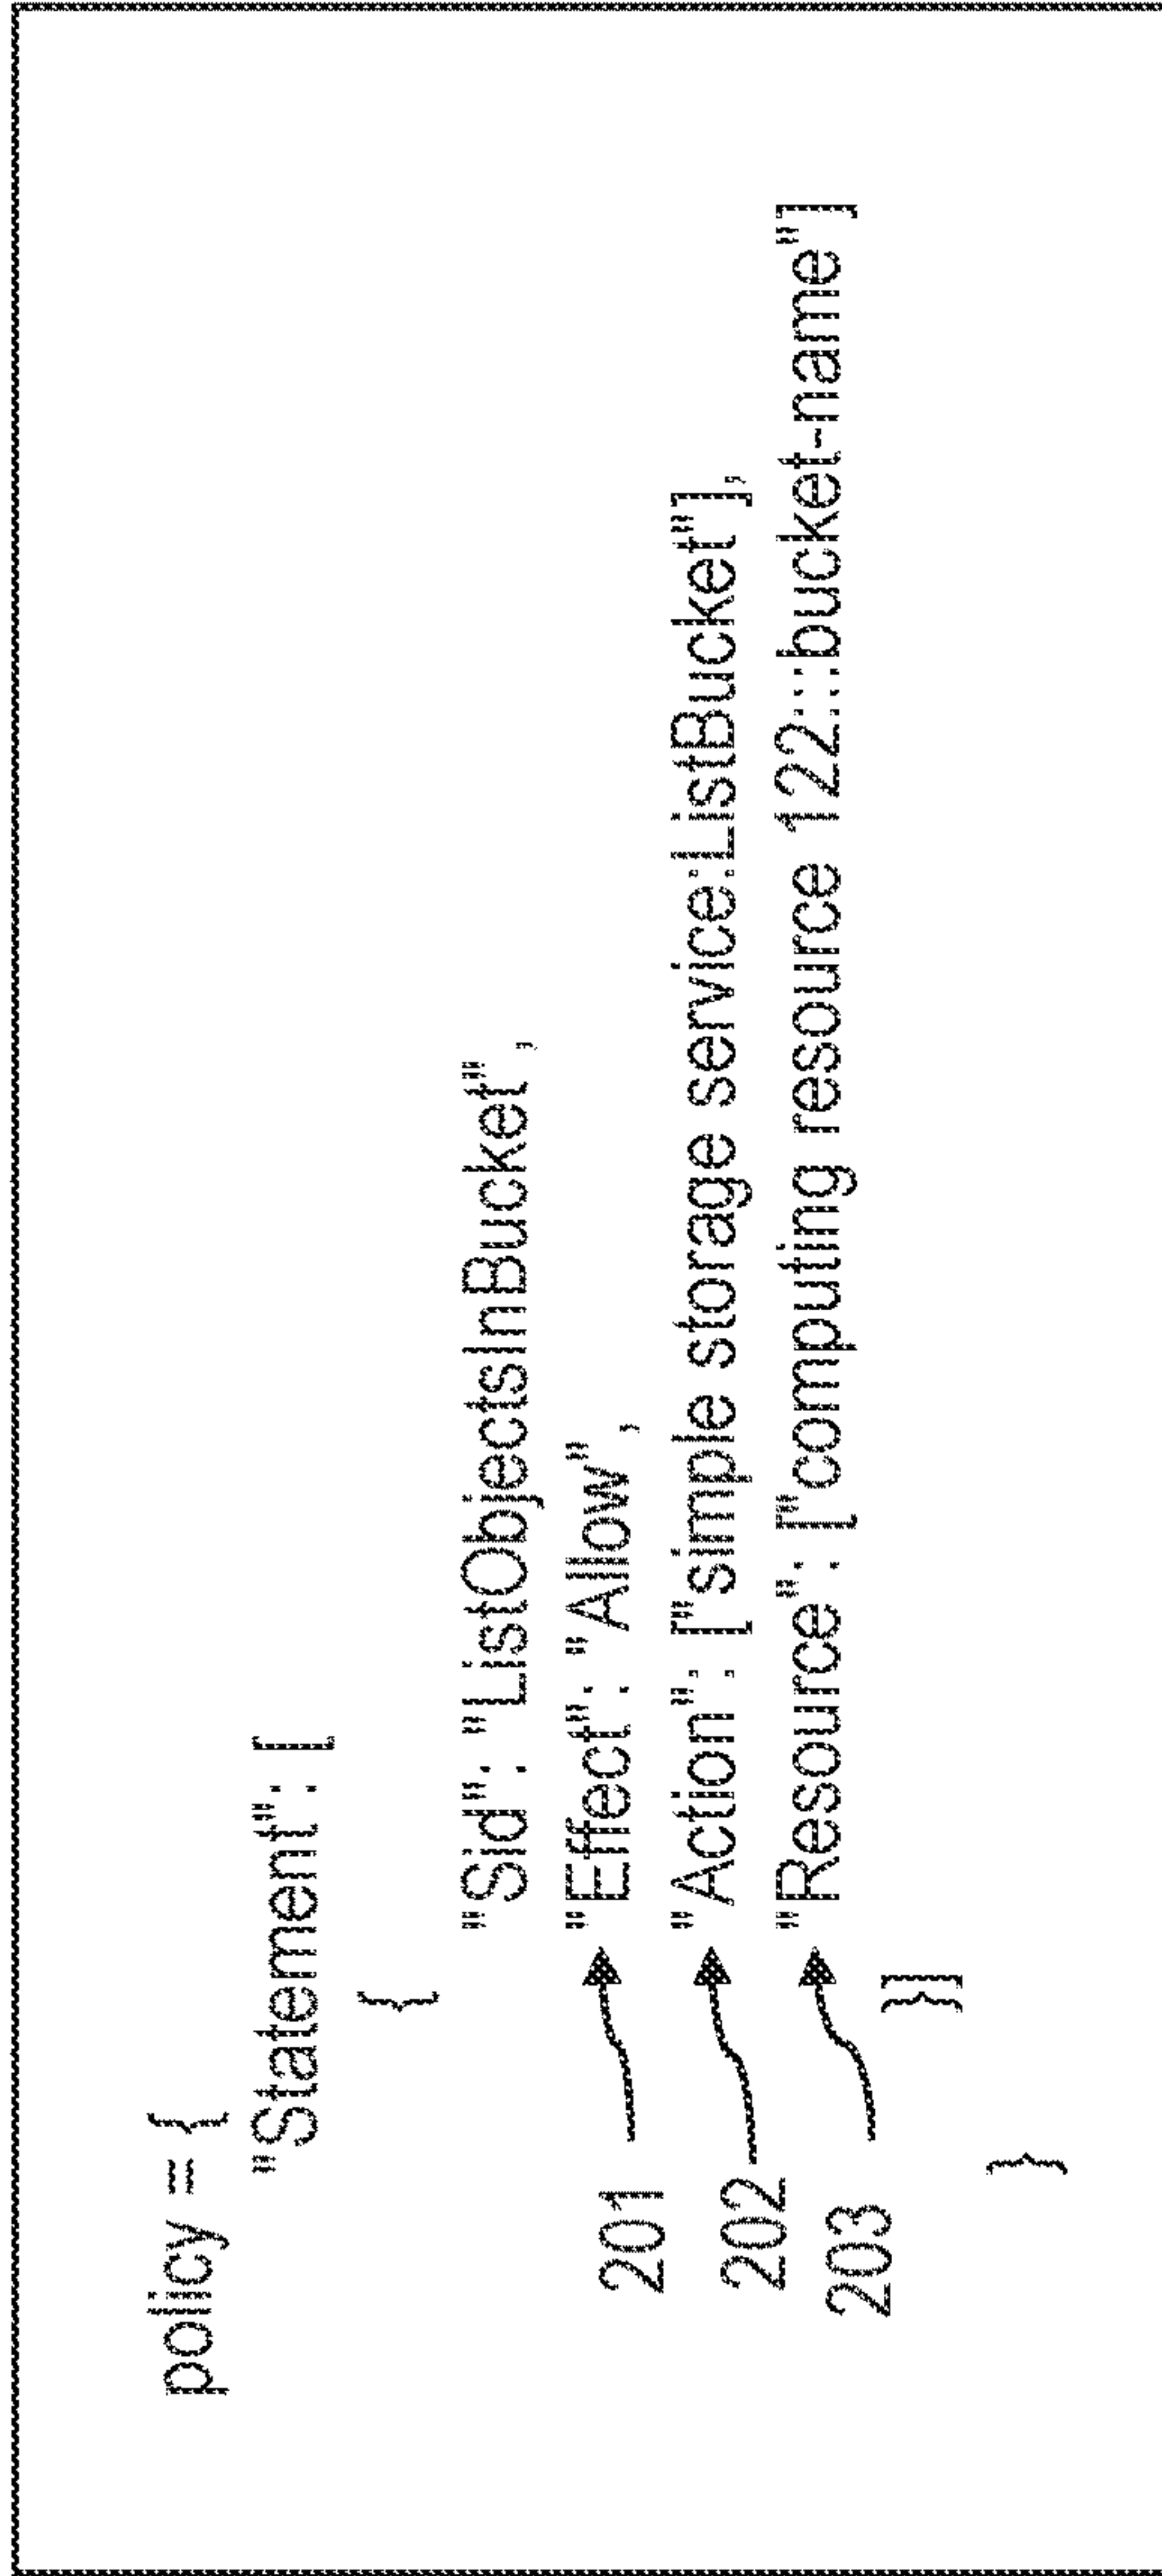 policy = {
"Statement": [
{
"Sid": "ListObjectsInBucket",
201 "Effect": "Allow",
202 "Action": ["simple storage service:ListBucket"],
203 "Resource": ["computing resource 122:::bucket-name"]
}]
}